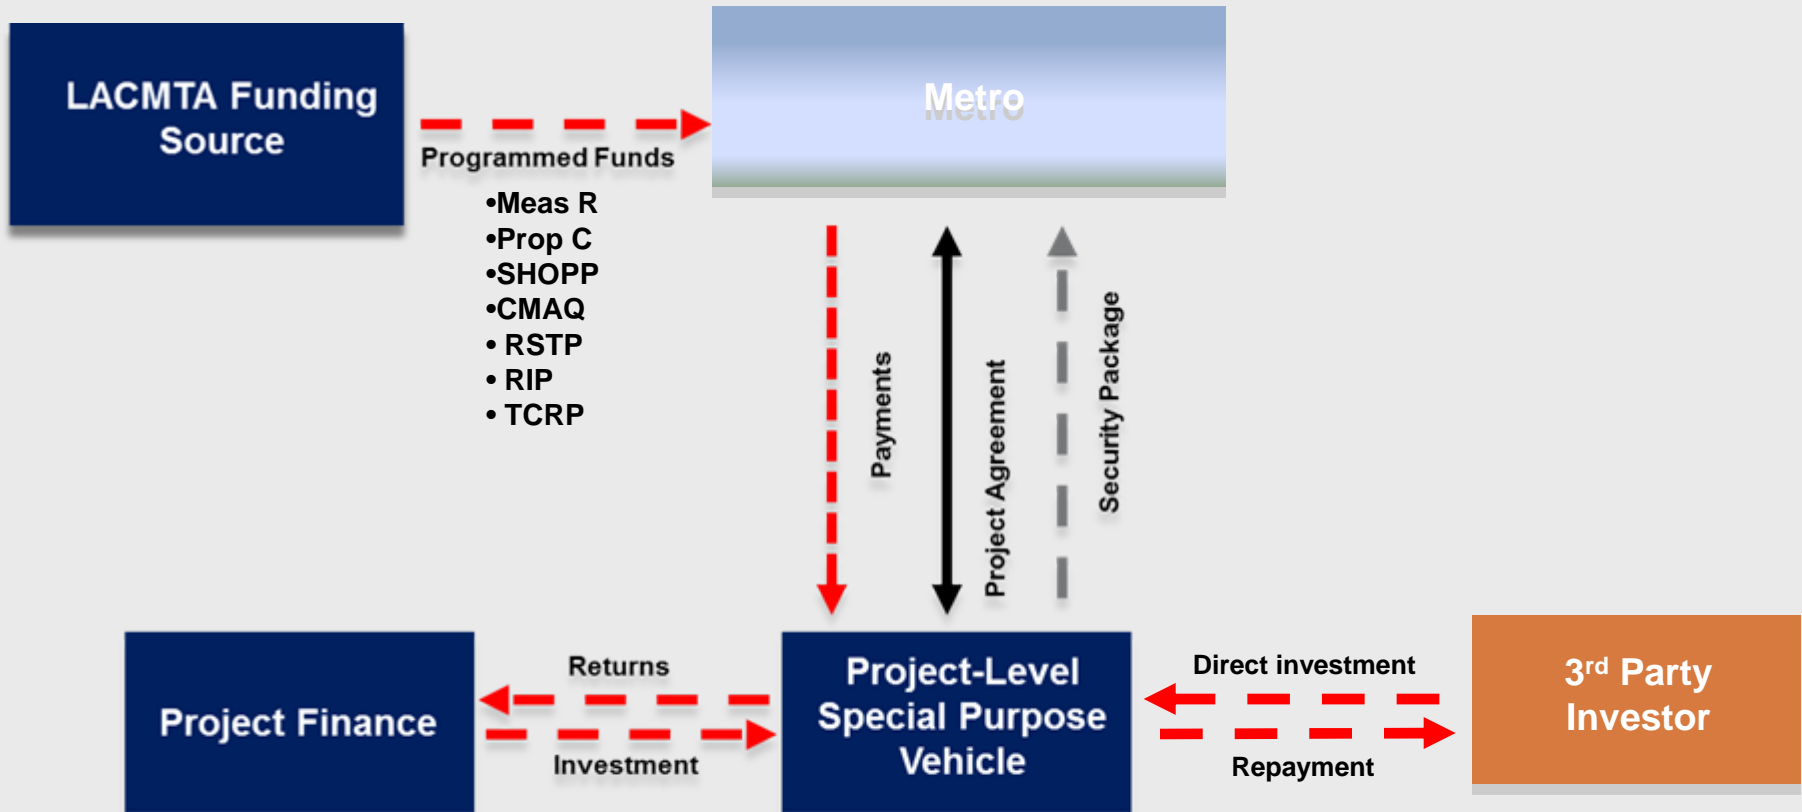 LACMTA Funding
Source
Metro
Programmed Funds
•Meas R
•Prop C
•SHOPP
•CMAQ
• RSTP
• RIP
• TCRP
Payments
Project Agreement
Security Package
Project Finance
Returns
Investment
Project-Level
Special Purpose
Vehicle
Direct investment
Repayment
3rd Party
Investor